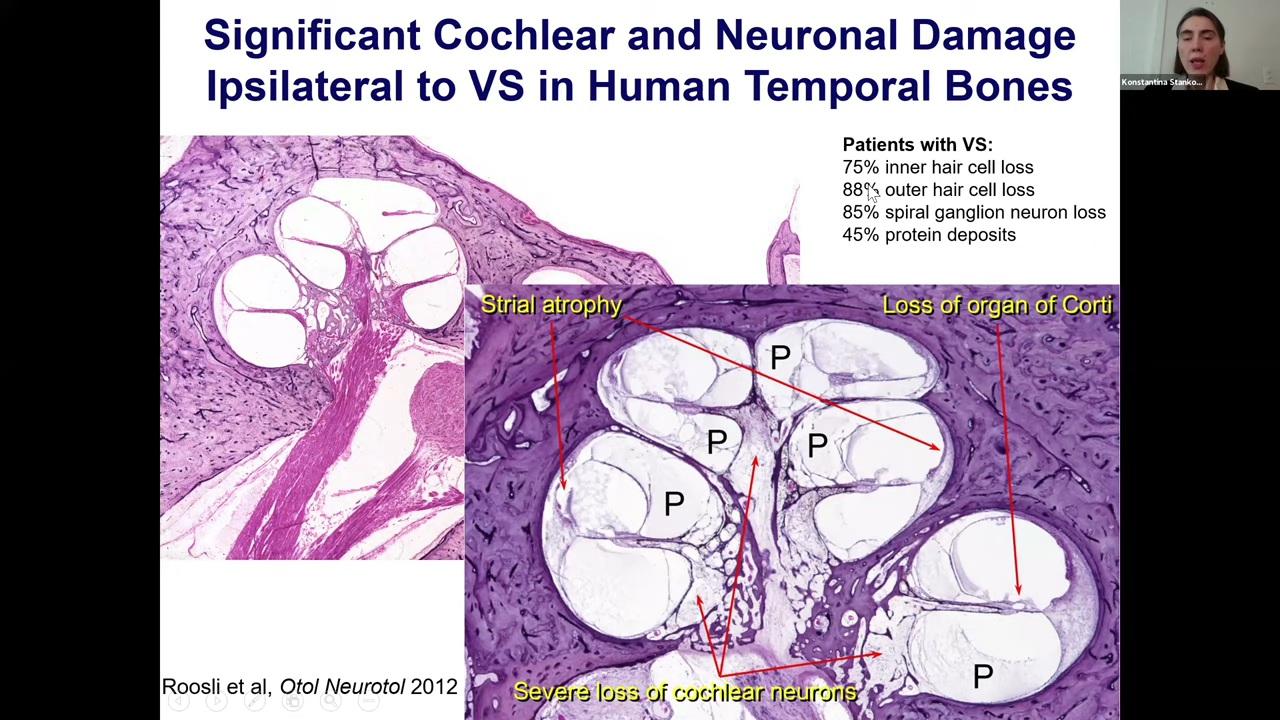 Significant Cochlear and Neuronal Damage
Ipsilateral to VS in Human Temporal Bones
Konstantina Stanko...
Patients with VS:
75% inner hair cell loss
88% outer hair cell loss
85% spiral ganglion neuron loss
45% protein deposits
Strial atrophy
Loss of organ of Corti
P
P
P
P
P
Severe loss of cochlear neurons
Roosli et al, Otol Neurotol 2012